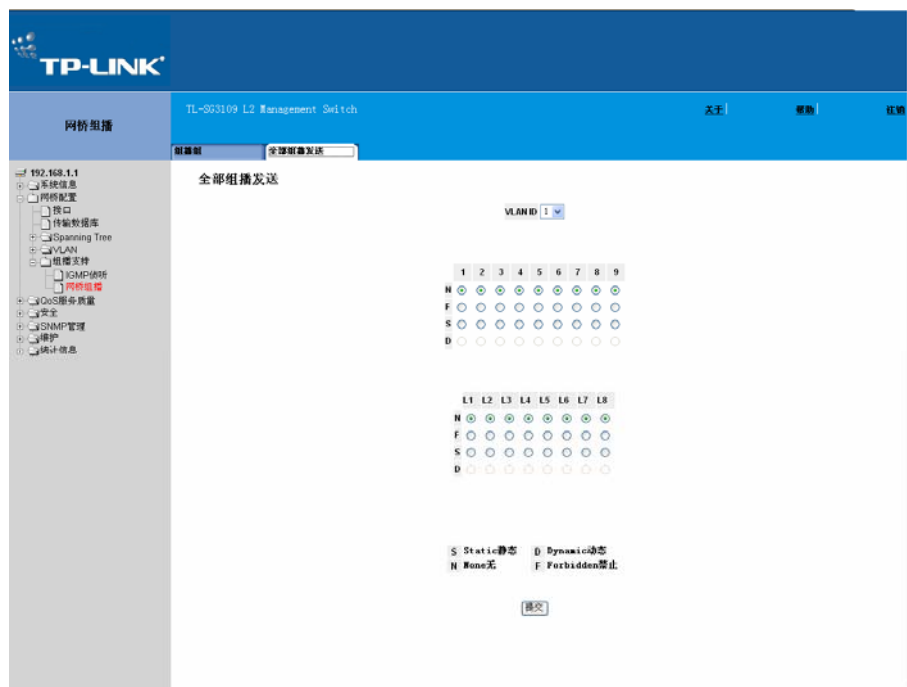 TP-LINK
网桥组播
TL-SG3109 L2 Management Switch
关于
帮助
注销
组播组
全部组播发送
192.168.1.1
系统信息
网桥配置
接口
传输数据库
Spanning Tree
VLAN
组播支持
IGMP侦听
网桥组播
QoS服务质量
安全
SNMP管理
维护
统计信息
全部组播发送
VLAN ID 1
1 2 3 4 5 6 7 8 9
N
F
S
D
L1 L2 L3 L4 L5 L6 L7 L8
N
F
S
D
S Static静态 D Dynamic动态
N None无 F Forbidden禁止
提交